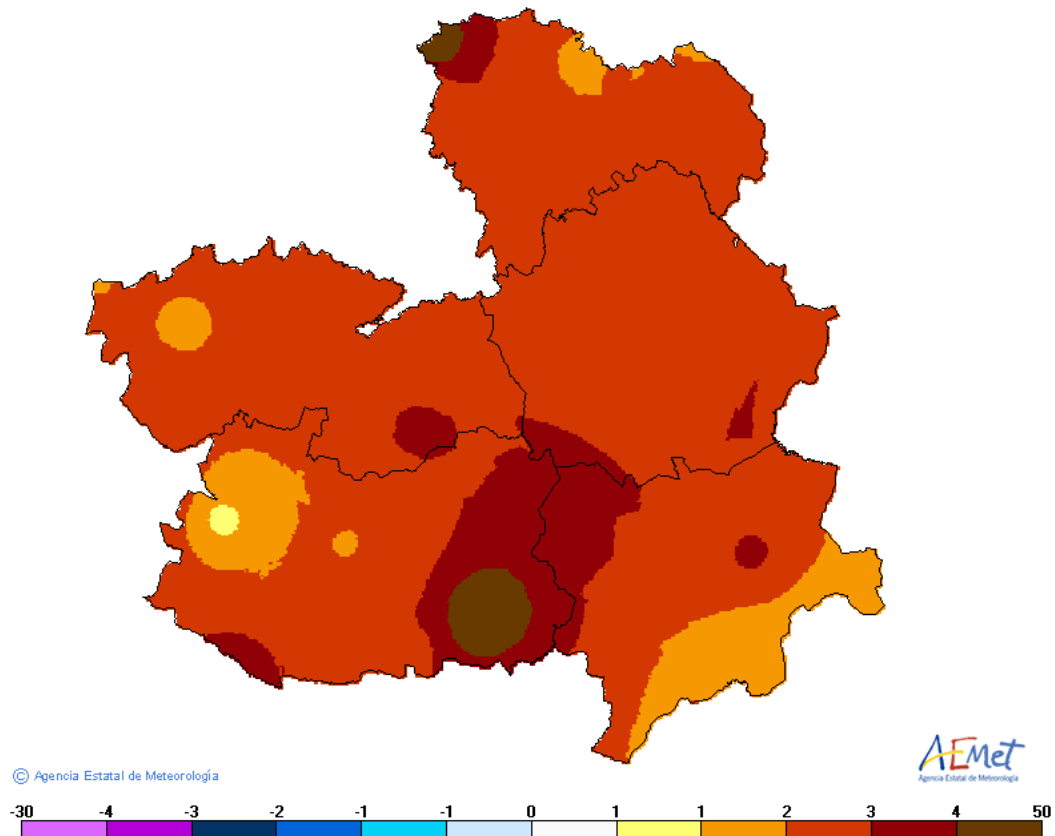 AEMet
Agencia Estatal de Meteorología
© Agencia Estatal de Meteorología
-30 -4 -3 -2 -1 -1 0 1 1 2 3 4 50